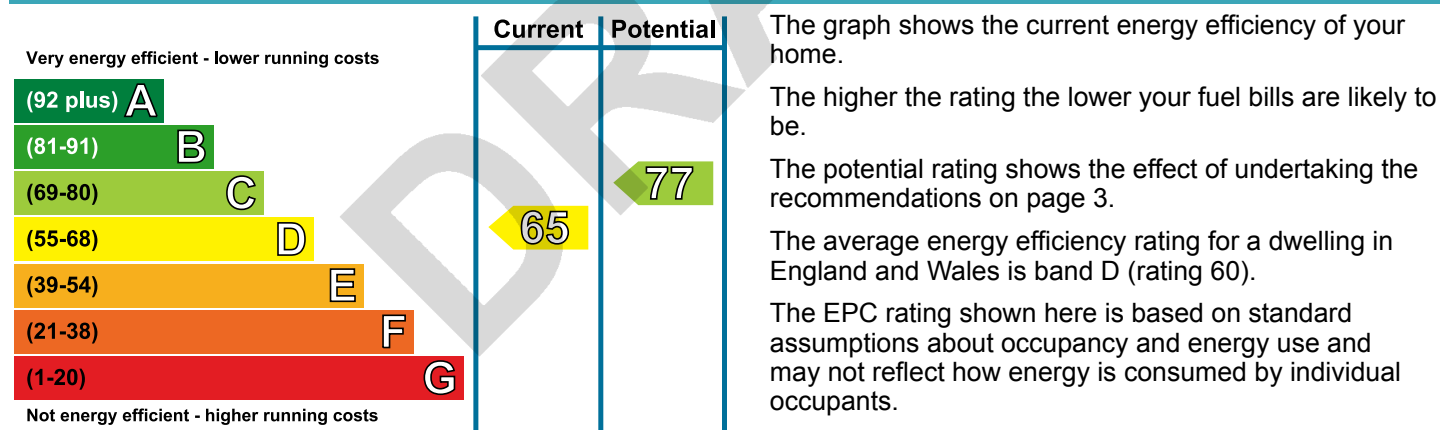 Very energy efficient - lower running costs
Current Potential
(92 plus) A
(81-91) B
(69-80) C
(55-68) D
(39-54) E
(21-38) F
(1-20) G
Not energy efficient - higher running costs
65
77
The graph shows the current energy efficiency of your
home.
The higher the rating the lower your fuel bills are likely to
be.
The potential rating shows the effect of undertaking the
recommendations on page 3.
The average energy efficiency rating for a dwelling in
England and Wales is band D (rating 60).
The EPC rating shown here is based on standard
assumptions about occupancy and energy use and
may not reflect how energy is consumed by individual
occupants.
DRA